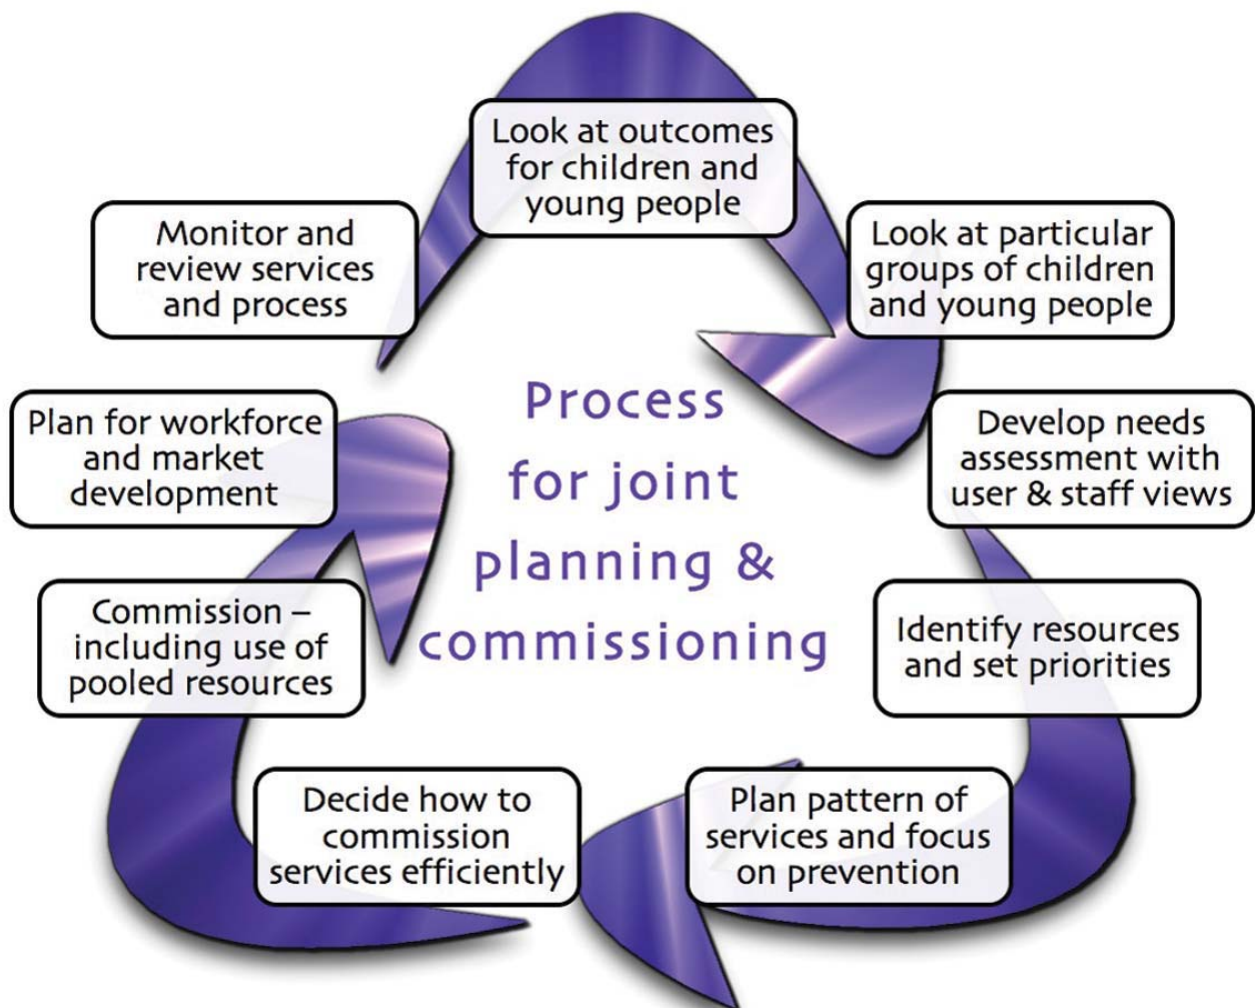 Look at outcomes
for children and
young people
Look at particular
groups of children
and young people
Develop needs
assessment with
user & staff views
Identify resources
and set priorities
Plan pattern of
services and focus
on prevention
Decide how to
commission
services efficiently
Commission –
including use of
pooled resources
Plan for workforce
and market
development
Monitor and
review services
and process
Process
for joint
planning &
commissioning